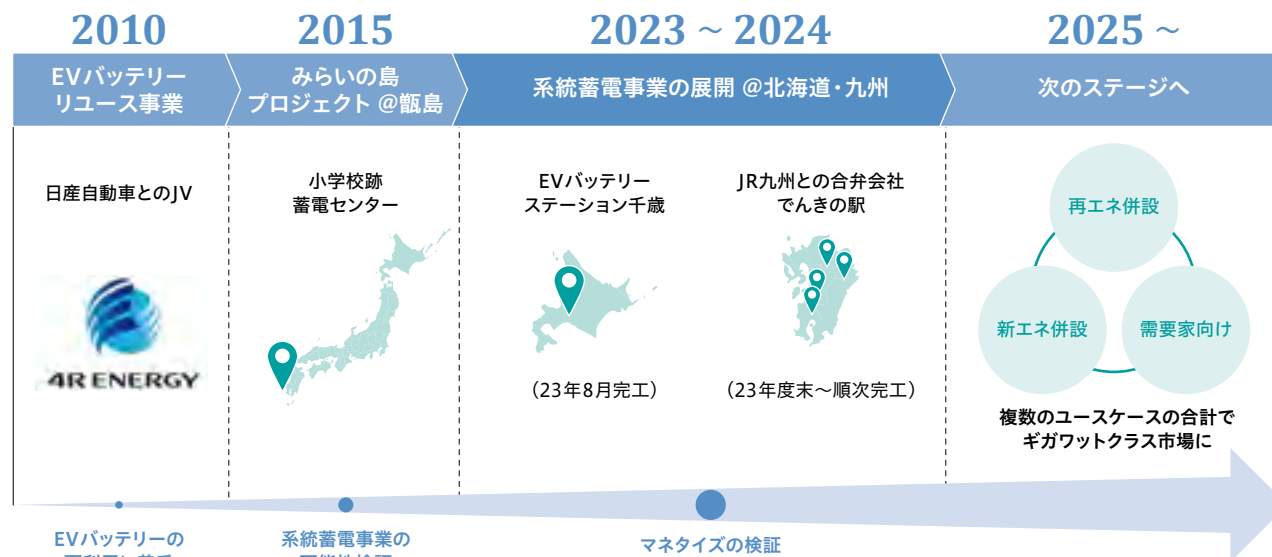 2010
2015
2023 ~ 2024
2025 ~
EVバッテリー
リユース事業
みらいの島
プロジェクト @甑島
系統蓄電事業の展開 @北海道・九州
次のステージへ
日産自動車とのJV
4R ENERGY
小学校跡
蓄電センター
EVバッテリー
ステーション千歳
(23年8月完工)
JR九州との合弁会社
でんきの駅
(23年度末~順次完工)
再エネ併設
新エネ併設
需要家向け
複数のユースケースの合計で
ギガワットクラス市場に
EVバッテリーの
系統蓄電事業の
マネタイズの検証